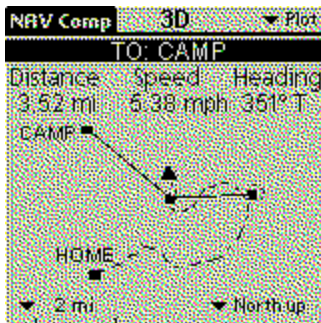 NAV Comp 3D Plot
TO: CAMP
Distance Speed Heading
3.52 mi 5.38 mph 351° T
CAMP
HOME
2 mi North up